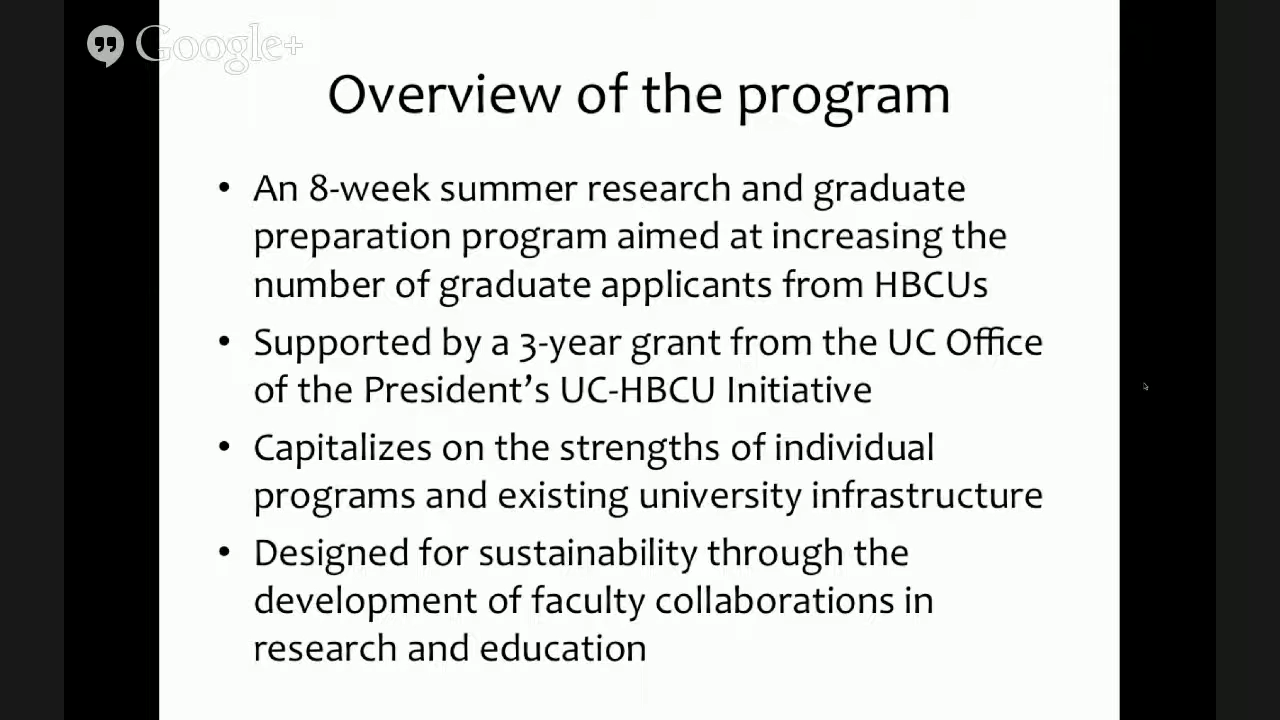 Google+
Overview of the program
• An 8-week summer research and graduate
preparation program aimed at increasing the
number of graduate applicants from HBCUs
• Supported by a 3-year grant from the UC Office
of the President’s UC-HBCU Initiative
• Capitalizes on the strengths of individual
programs and existing university infrastructure
• Designed for sustainability through the
development of faculty collaborations in
research and education